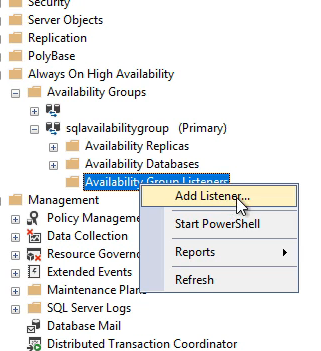 Security
Server Objects
Replication
PolyBase
Always On High Availability
Availability Groups
sqlavailabilitygroup (Primary)
Availability Replicas
Availability Databases
Availability Group Listeners
Add Listener...
Management
Policy Manageme
Start PowerShell
Data Collection
Resource Governo
Reports
Extended Events
Maintenance Plans
Refresh
SQL Server Logs
Database Mail
Distributed Transaction Coordinator